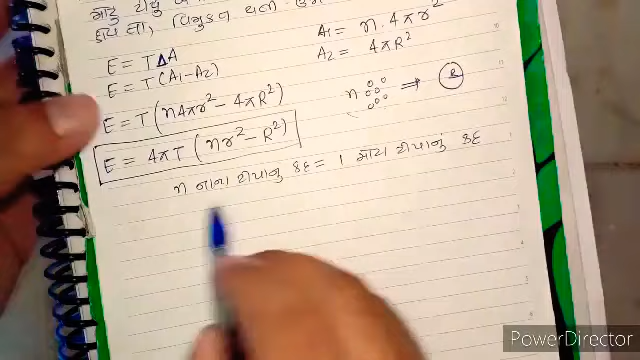 મોટું ટીપું
A₁ = n·4πr²
A₂ = 4πR²
E = TΔA
E = T(A₁-A₂)
E = T(n4πr² - 4πR²)
E = 4πT (nr² - R²)
n ⇒ R
n નાના ટીપાનું કદ = 1 મોટા ટીપાનું કદ
PowerDirector